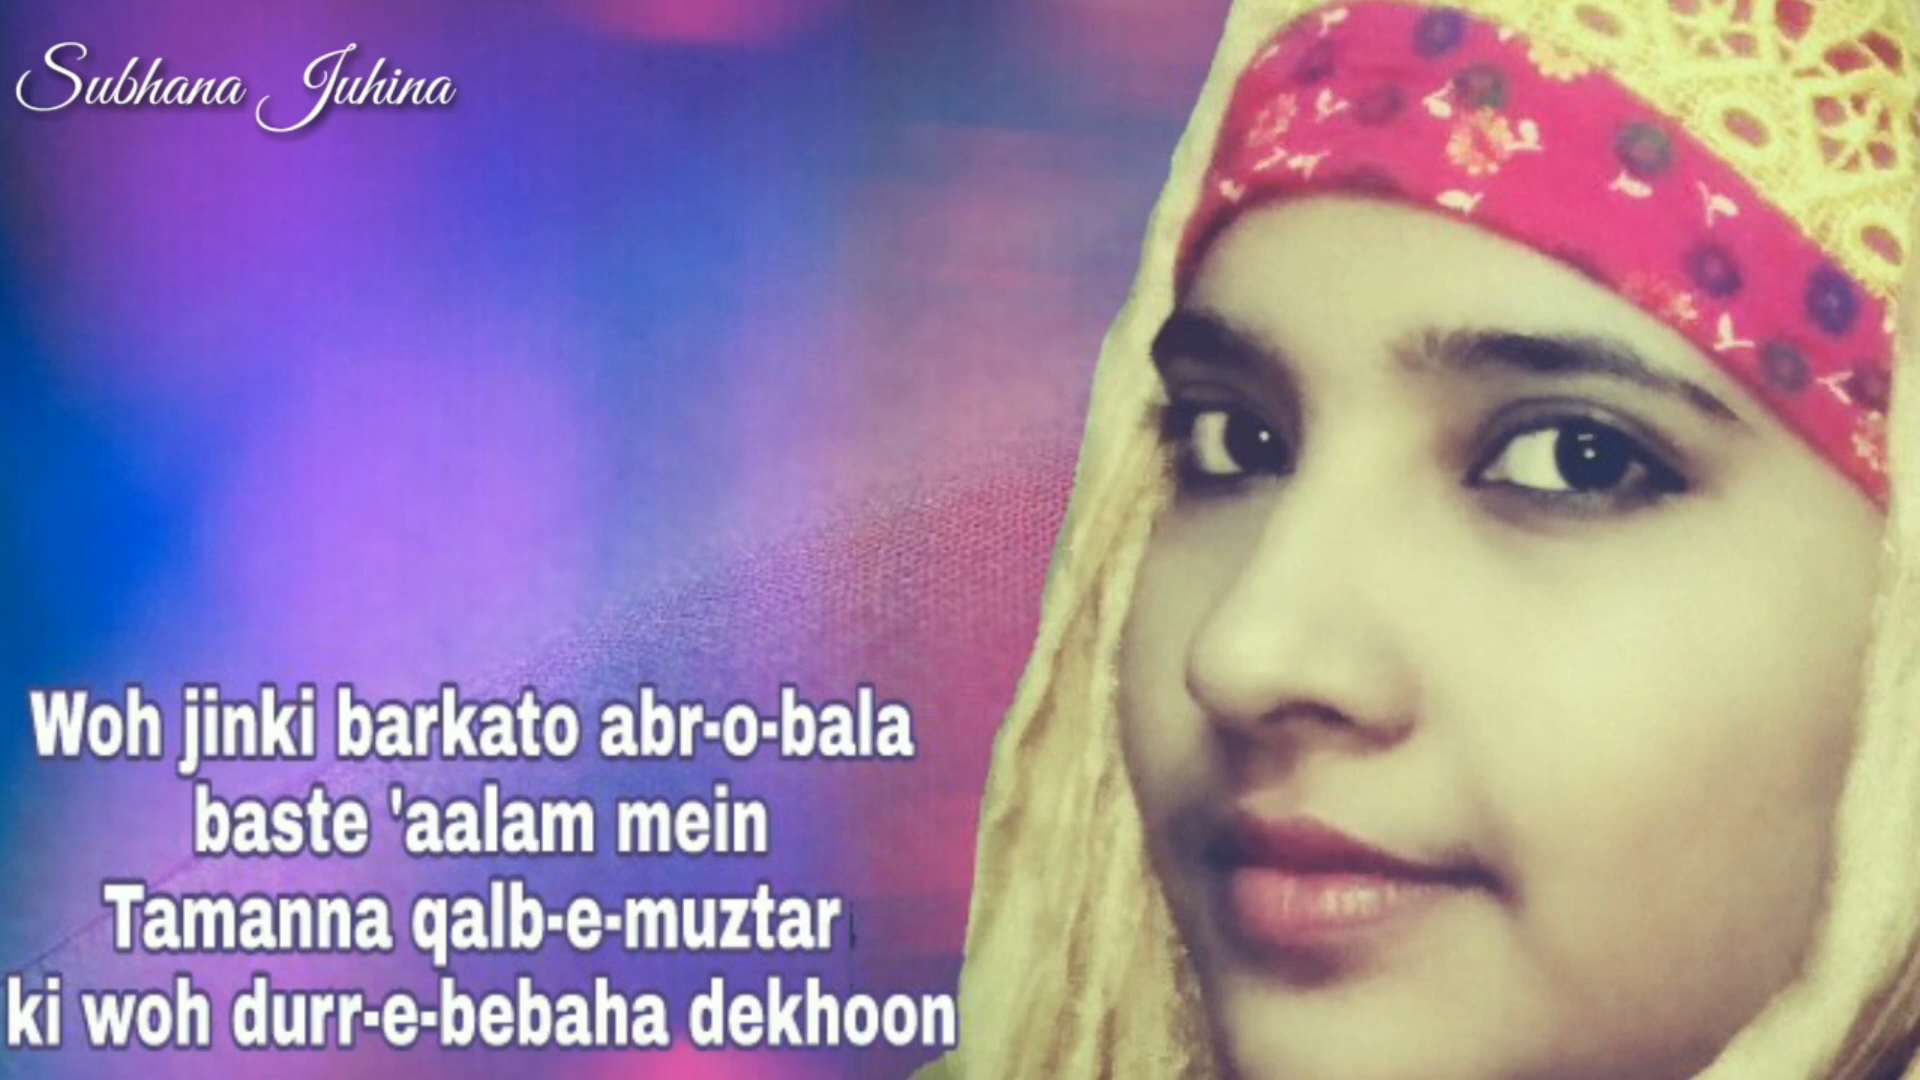 Subhana Juhina
Woh jinki barkato abr-o-bala
baste 'aalam mein
Tamanna qalb-e-muztar
ki woh durr-e-bebaha dekhoon